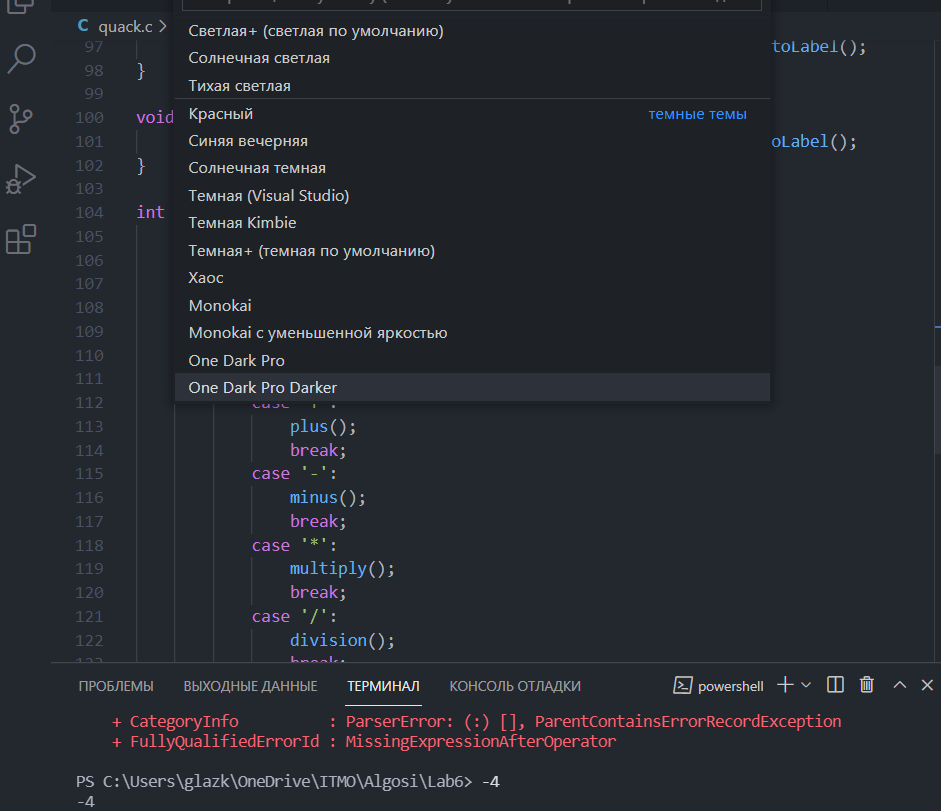 C quack.c >
Светлая+ (светлая по умолчанию)
Солнечная светлая
Тихая светлая
Красный темные темы
Синяя вечерняя
Солнечная темная
Темная (Visual Studio)
Темная Kimbie
Темная+ (темная по умолчанию)
Хаос
Monokai
Monokai с уменьшенной яркостью
One Dark Pro
One Dark Pro Darker
97 toLabel();
98 }
99
100 void
101 oLabel();
102 }
103
104 int
105
106
107
108
109
110
111
112 case
113 plus();
114 break;
115 case '-':
116 minus();
117 break;
118 case '*':
119 multiply();
120 break;
121 case '/':
122 division();
123 break;
ПРОБЛЕМЫ ВЫХОДНЫЕ ДАННЫЕ ТЕРМИНАЛ КОНСОЛЬ ОТЛАДКИ powershell
+ CategoryInfo : ParserError: (:) [], ParentContainsErrorRecordException
+ FullyQualifiedErrorId : MissingExpressionAfterOperator
PS C:\Users\glazk\OneDrive\ITMO\Algosi\Lab6> -4
-4